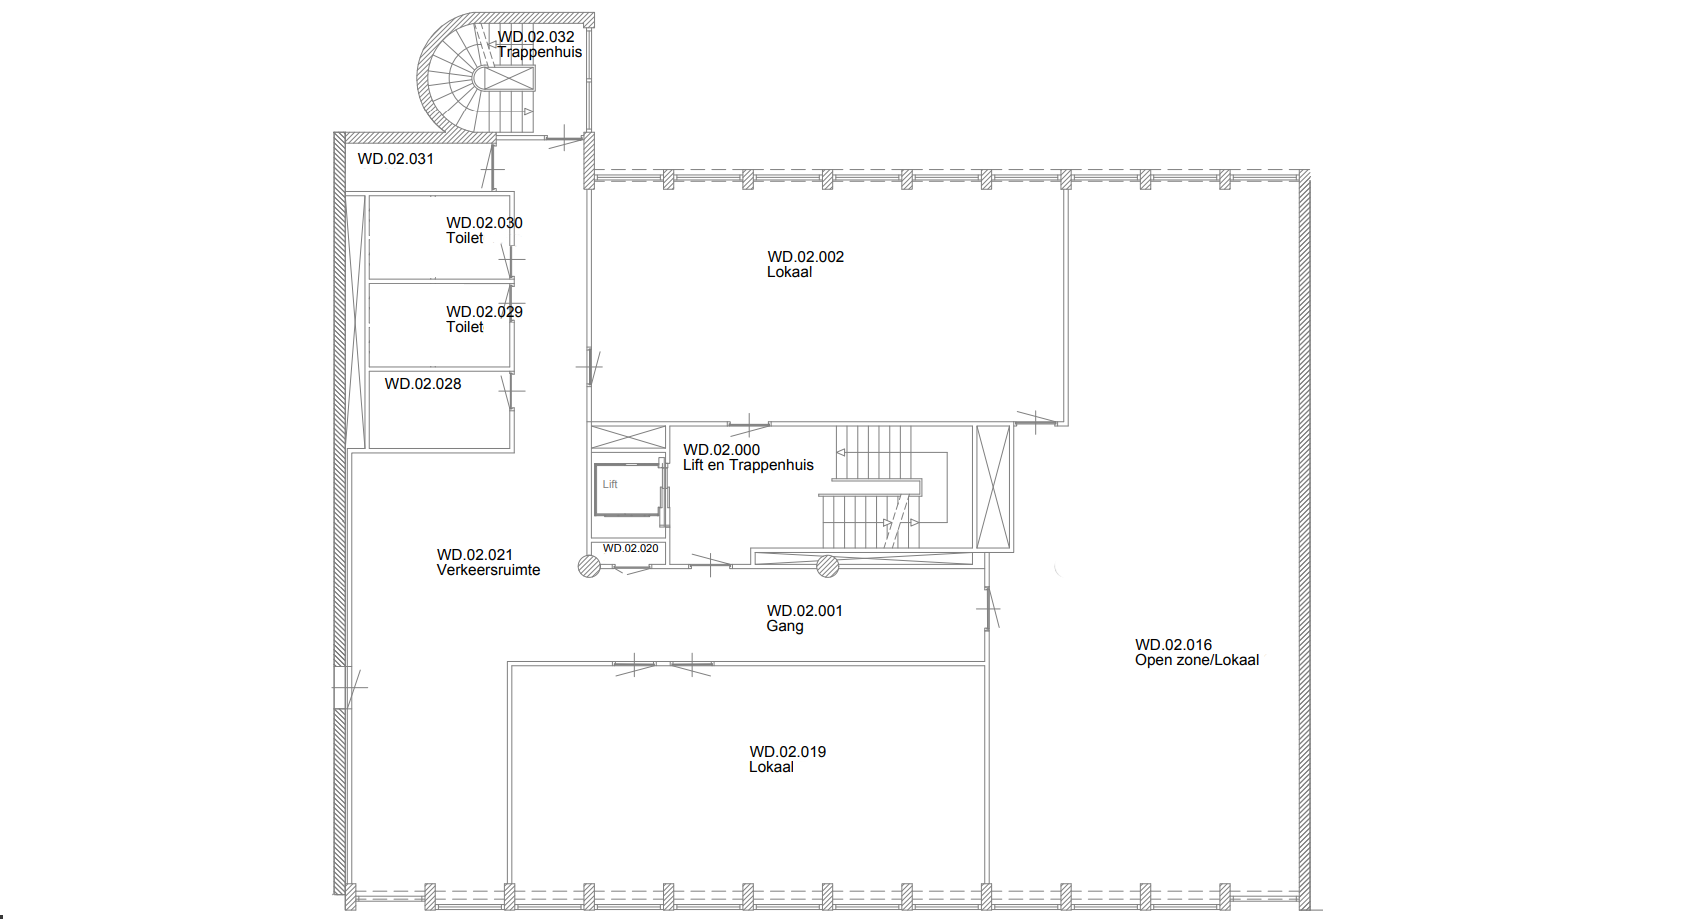 WD.02.032
Trappenhuis
WD.02.031
WD.02.030
Toilet
WD.02.002
Lokaal
WD.02.029
Toilet
WD.02.028
WD.02.000
Lift en Trappenhuis
Lift
WD.02.020
WD.02.021
Verkeersruimte
WD.02.001
Gang
WD.02.016
Open zone/Lokaal
WD.02.019
Lokaal